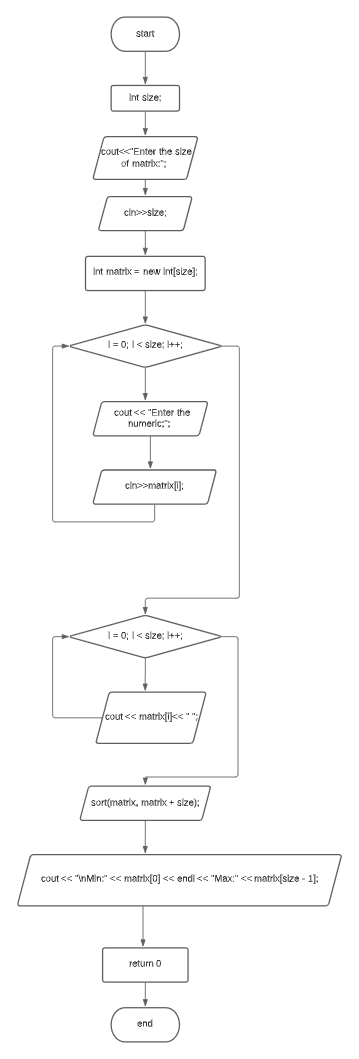 start
int size;
cout<<"Enter the size
of matrix:";
cin>>size;
int matrix = new int[size];
i = 0; i < size; i++;
cout << "Enter the
numeric;";
cin>>matrix[i];
i = 0; i < size; i++;
cout << matrix[i]<< " ";
sort(matrix, matrix + size);
cout << "\nMin:" << matrix[0] << endl << "Max:" << matrix[size - 1];
return 0
end